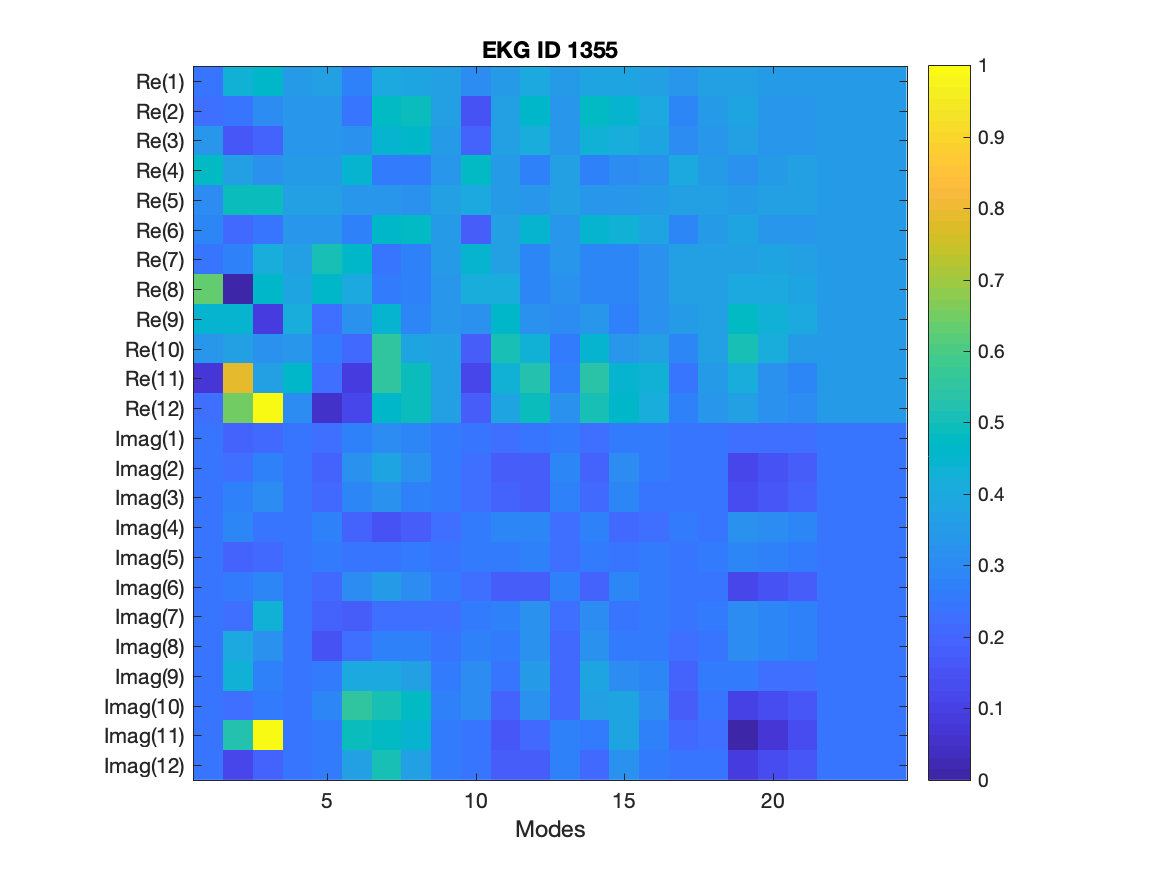 EKG ID 1355
Re(1)
Re(2)
Re(3)
Re(4)
Re(5)
Re(6)
Re(7)
Re(8)
Re(9)
Re(10)
Re(11)
Re(12)
Imag(1)
Imag(2)
Imag(3)
Imag(4)
Imag(5)
Imag(6)
Imag(7)
Imag(8)
Imag(9)
Imag(10)
Imag(11)
Imag(12)
5 10 15 20
Modes
1
0.9
0.8
0.7
0.6
0.5
0.4
0.3
0.2
0.1
0